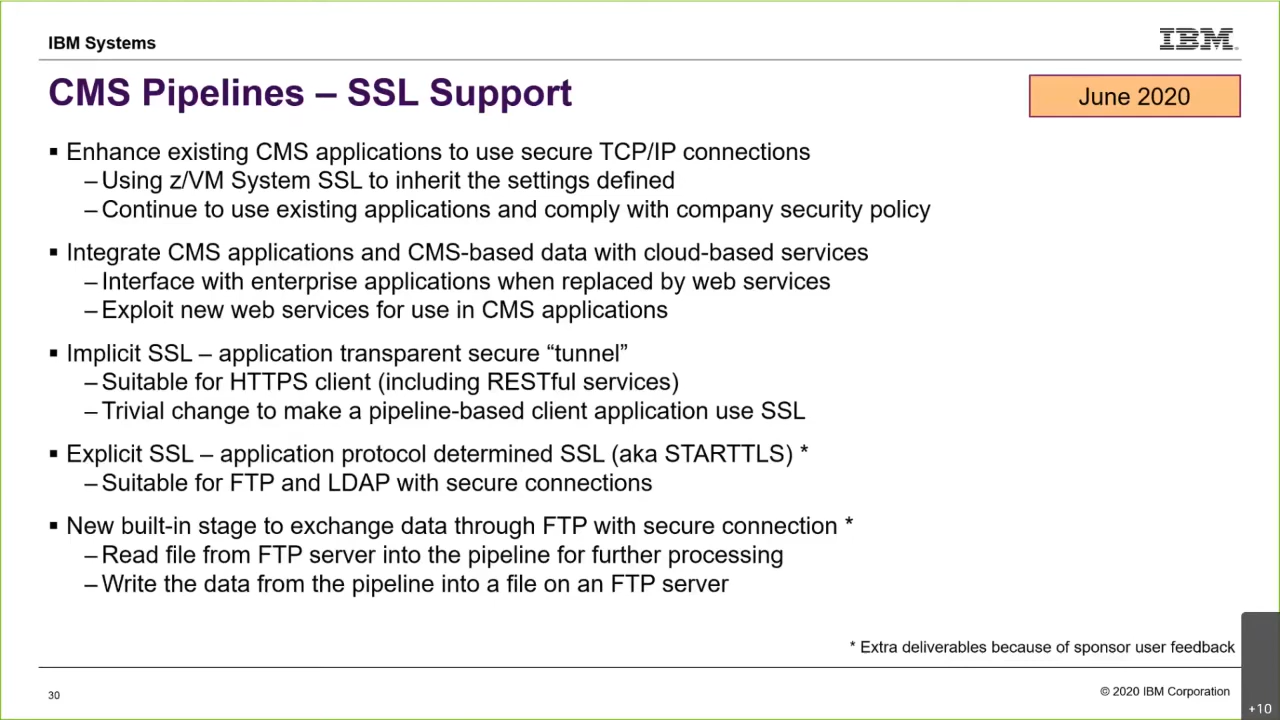 IBM Systems
IBM
CMS Pipelines – SSL Support
June 2020
▪ Enhance existing CMS applications to use secure TCP/IP connections
– Using z/VM System SSL to inherit the settings defined
– Continue to use existing applications and comply with company security policy
▪ Integrate CMS applications and CMS-based data with cloud-based services
– Interface with enterprise applications when replaced by web services
– Exploit new web services for use in CMS applications
▪ Implicit SSL – application transparent secure “tunnel”
– Suitable for HTTPS client (including RESTful services)
– Trivial change to make a pipeline-based client application use SSL
▪ Explicit SSL – application protocol determined SSL (aka STARTTLS) *
– Suitable for FTP and LDAP with secure connections
▪ New built-in stage to exchange data through FTP with secure connection *
– Read file from FTP server into the pipeline for further processing
– Write the data from the pipeline into a file on an FTP server
* Extra deliverables because of sponsor user feedback
30
© 2020 IBM Corporation
+10